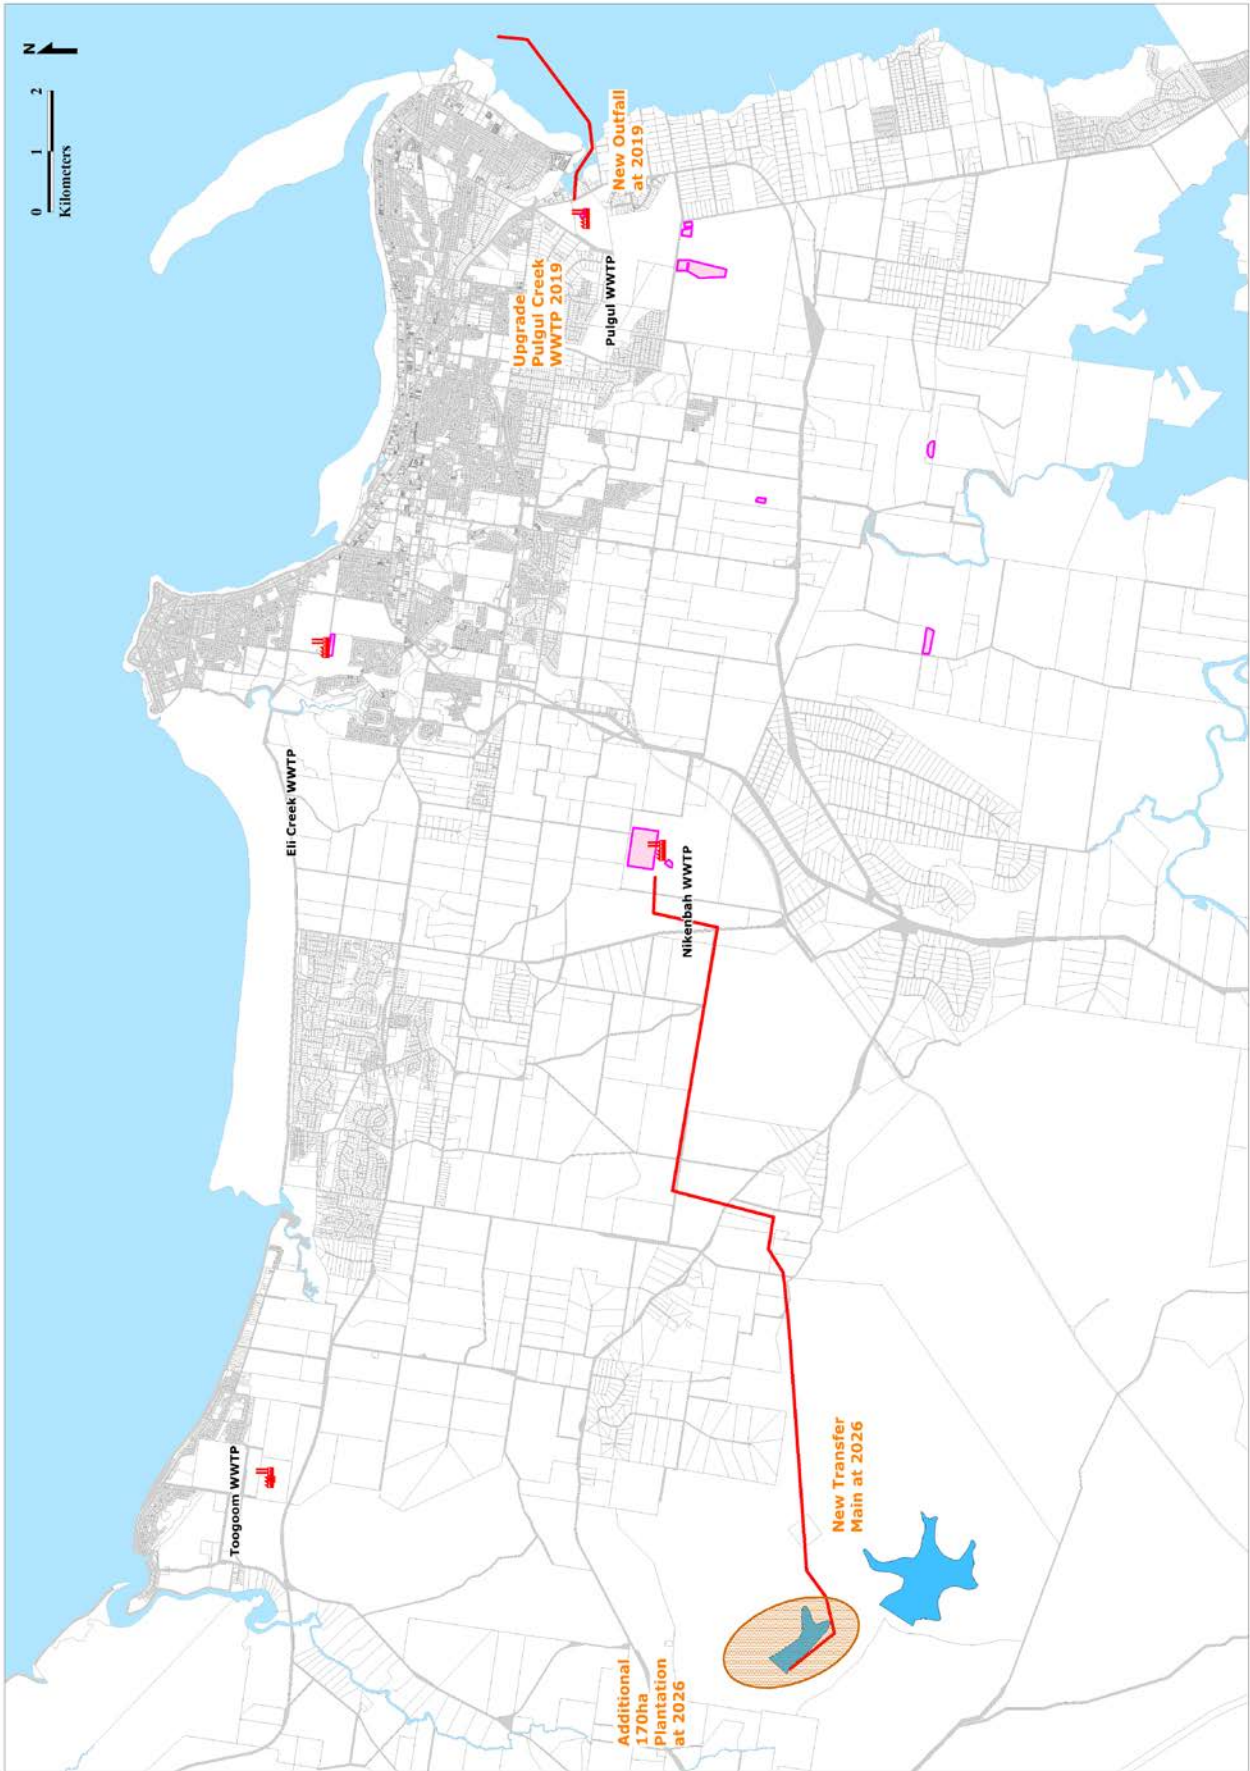 N
0 1 2
Kilometers
New Outfall
at 2019
Upgrade
Pulgul Creek
WWTP 2019
Pulgul WWTP
Eli Creek WWTP
Nikenbah WWTP
Toogoom WWTP
New Transfer
Main at 2026
Additional
170ha
Plantation
at 2026